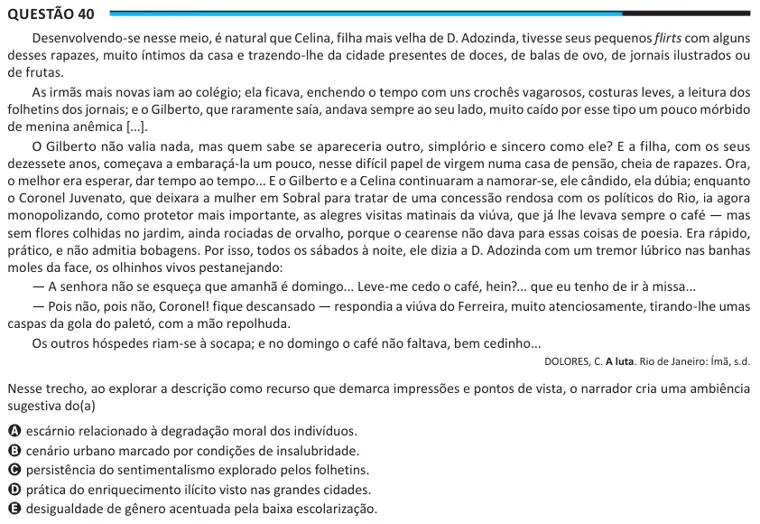 QUESTÃO 40
Desenvolvendo-se nesse meio, é natural que Celina, filha mais velha de D. Adozinda, tivesse seus pequenos flirts com alguns
desses rapazes, muito íntimos da casa e trazendo-lhe da cidade presentes de doces, de balas de ovo, de jornais ilustrados ou
de frutas.
As irmãs mais novas iam ao colégio; ela ficava, enchendo o tempo com uns crochês vagarosos, costuras leves, a leitura dos
folhetins dos jornais; e o Gilberto, que raramente saía, andava sempre ao seu lado, muito caído por esse tipo um pouco mórbido
de menina anêmica [...].
O Gilberto não valia nada, mas quem sabe se apareceria outro, simplório e sincero como ele? E a filha, com os seus
dezessete anos, começava a embaraçá-la um pouco, nesse difícil papel de virgem numa casa de pensão, cheia de rapazes. Ora,
o melhor era esperar, dar tempo ao tempo... E o Gilberto e a Celina continuaram a namorar-se, ele cândido, ela dúbia; enquanto
o Coronel Juvenato, que deixara a mulher em Sobral para tratar de uma concessão rendosa com os políticos do Rio, ia agora
monopolizando, como protetor mais importante, as alegres visitas matinais da viúva, que já lhe levava sempre o café — mas
sem flores colhidas no jardim, ainda rociadas de orvalho, porque o cearense não dava para essas coisas de poesia. Era rápido,
prático, e não admitia bobagens. Por isso, todos os sábados à noite, ele dizia a D. Adozinda com um tremor lúbrico nas banhas
moles da face, os olhinhos vivos pestanejando:
— A senhora não se esqueça que amanhã é domingo... Leve-me cedo o café, hein?... que eu tenho de ir à missa...
— Pois não, pois não, Coronel! fique descansado — respondia a viúva do Ferreira, muito atenciosamente, tirando-lhe umas
caspas da gola do paletó, com a mão repolhuda.
Os outros hóspedes riam-se à socapa; e no domingo o café não faltava, bem cedinho...
DOLORES, C. A luta. Rio de Janeiro: Ímã, s.d.
Nesse trecho, ao explorar a descrição como recurso que demarca impressões e pontos de vista, o narrador cria uma ambiência
sugestiva do(a)
A escárnio relacionado à degradação moral dos indivíduos.
B cenário urbano marcado por condições de insalubridade.
C persistência do sentimentalismo explorado pelos folhetins.
D prática do enriquecimento ilícito visto nas grandes cidades.
E desigualdade de gênero acentuada pela baixa escolarização.